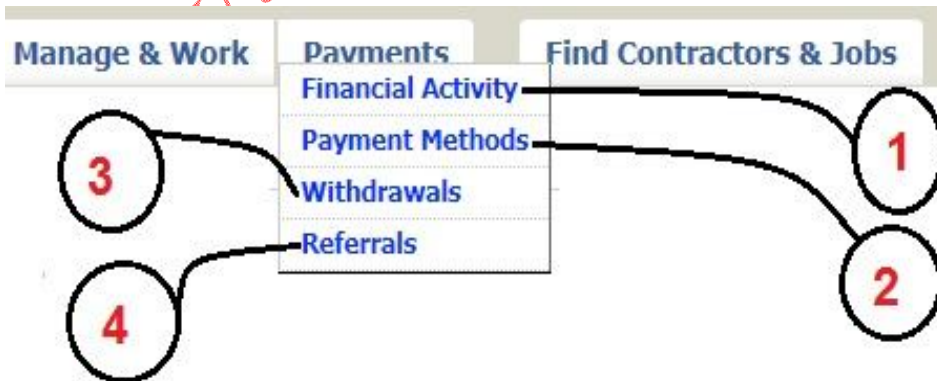 Manage & Work Payments Find Contractors & Jobs
Financial Activity
1
Payment Methods
3
Withdrawals
Referrals
2
4